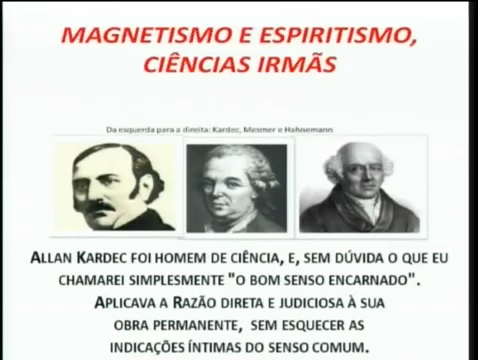 MAGNETISMO E ESPIRITISMO,
CIÊNCIAS IRMÃS
Da esquerda para a direita: Kardec, Mesmer e Hahnemann
ALLAN KARDEC FOI HOMEM DE CIÊNCIA, E, SEM DÚVIDA O QUE EU
CHAMAREI SIMPLESMENTE "O BOM SENSO ENCARNADO".
APLICAVA A RAZÃO DIRETA E JUDICIOSA À SUA
OBRA PERMANENTE, SEM ESQUECER AS
INDICAÇÕES ÍNTIMAS DO SENSO COMUM.